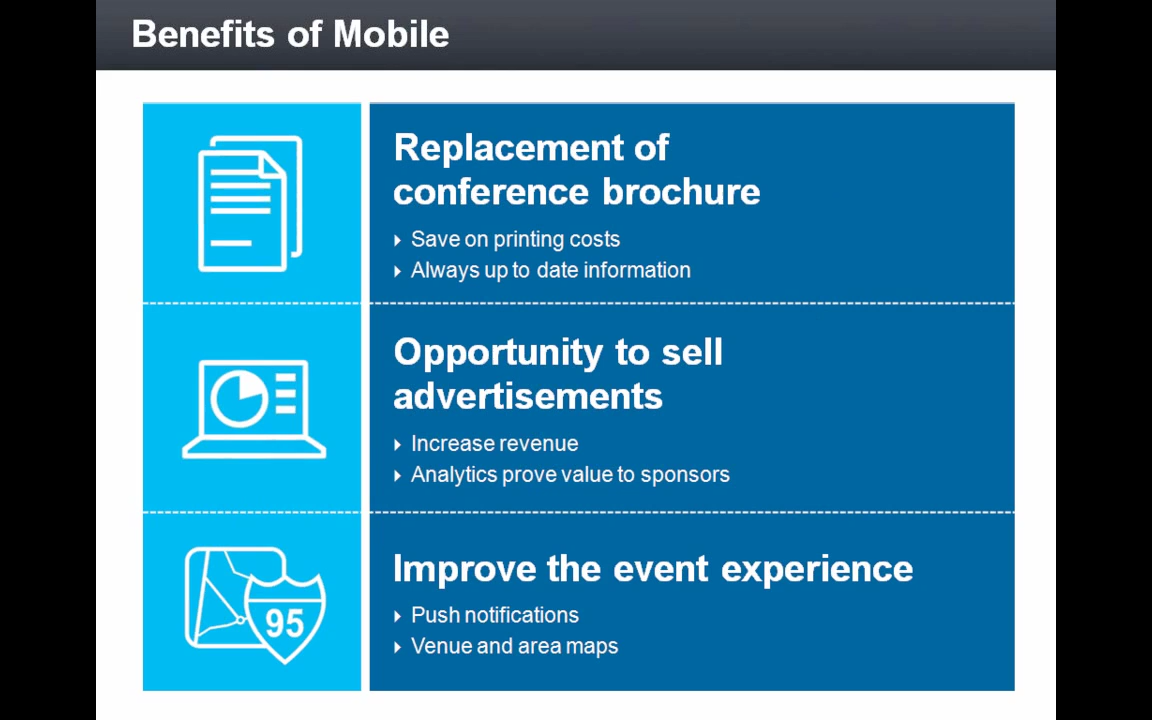 Benefits of Mobile
Replacement of
conference brochure
Save on printing costs
Always up to date information
Opportunity to sell
advertisements
Increase revenue
Analytics prove value to sponsors
Improve the event experience
95
Push notifications
Venue and area maps